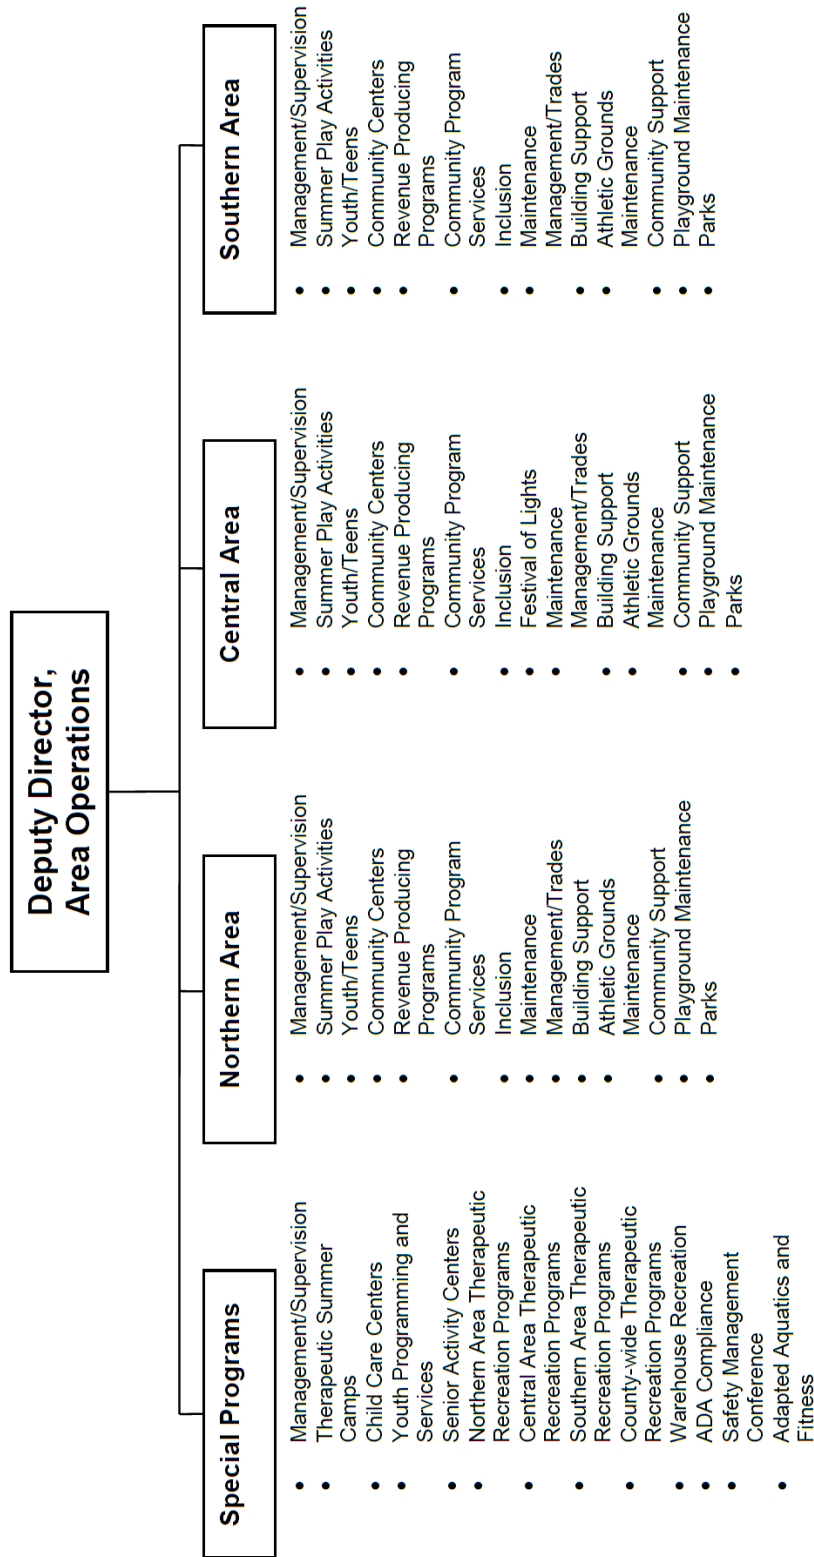 Deputy Director,
Area Operations
Special Programs
• Management/Supervision
• Therapeutic Summer
Camps
• Child Care Centers
• Youth Programming and
Services
• Senior Activity Centers
• Northern Area Therapeutic
Recreation Programs
• Central Area Therapeutic
Recreation Programs
• Southern Area Therapeutic
Recreation Programs
• County-wide Therapeutic
Recreation Programs
• Warehouse Recreation
• ADA Compliance
• Safety Management
Conference
• Adapted Aquatics and
Fitness
Northern Area
• Management/Supervision
• Summer Play Activities
• Youth/Teens
• Community Centers
• Revenue Producing
Programs
• Community Program
Services
• Inclusion
• Maintenance
• Management/Trades
• Building Support
• Athletic Grounds
Maintenance
• Community Support
• Playground Maintenance
• Parks
Central Area
• Management/Supervision
• Summer Play Activities
• Youth/Teens
• Community Centers
• Revenue Producing
Programs
• Community Program
Services
• Inclusion
• Festival of Lights
• Maintenance
Management/Trades
• Building Support
• Athletic Grounds
Maintenance
• Community Support
• Playground Maintenance
• Parks
Southern Area
• Management/Supervision
• Summer Play Activities
• Youth/Teens
• Community Centers
• Revenue Producing
Programs
• Community Program
Services
• Inclusion
• Maintenance
Management/Trades
• Building Support
• Athletic Grounds
Maintenance
• Community Support
• Playground Maintenance
• Parks